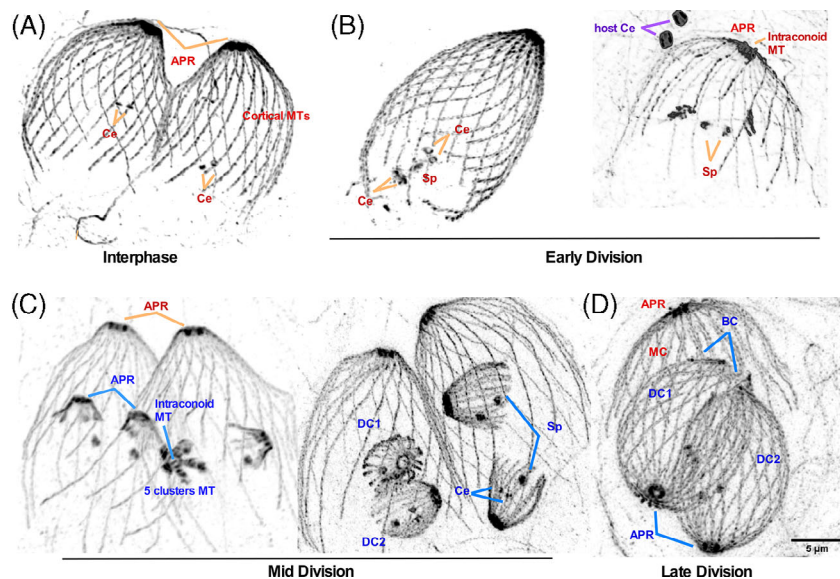 (A)
APR
Cortical MTs
Ce
Ce
Interphase
(B)
host Ce
APR
Intraconoid
MT
Ce
Sp
Ce
Sp
Early Division
(C)
APR
APR
Intraconoid
MT
5 clusters MT
DC1
Sp
Ce
DC2
Mid Division
(D)
APR
BC
MC
DC1
DC2
APR
5 µm
Late Division